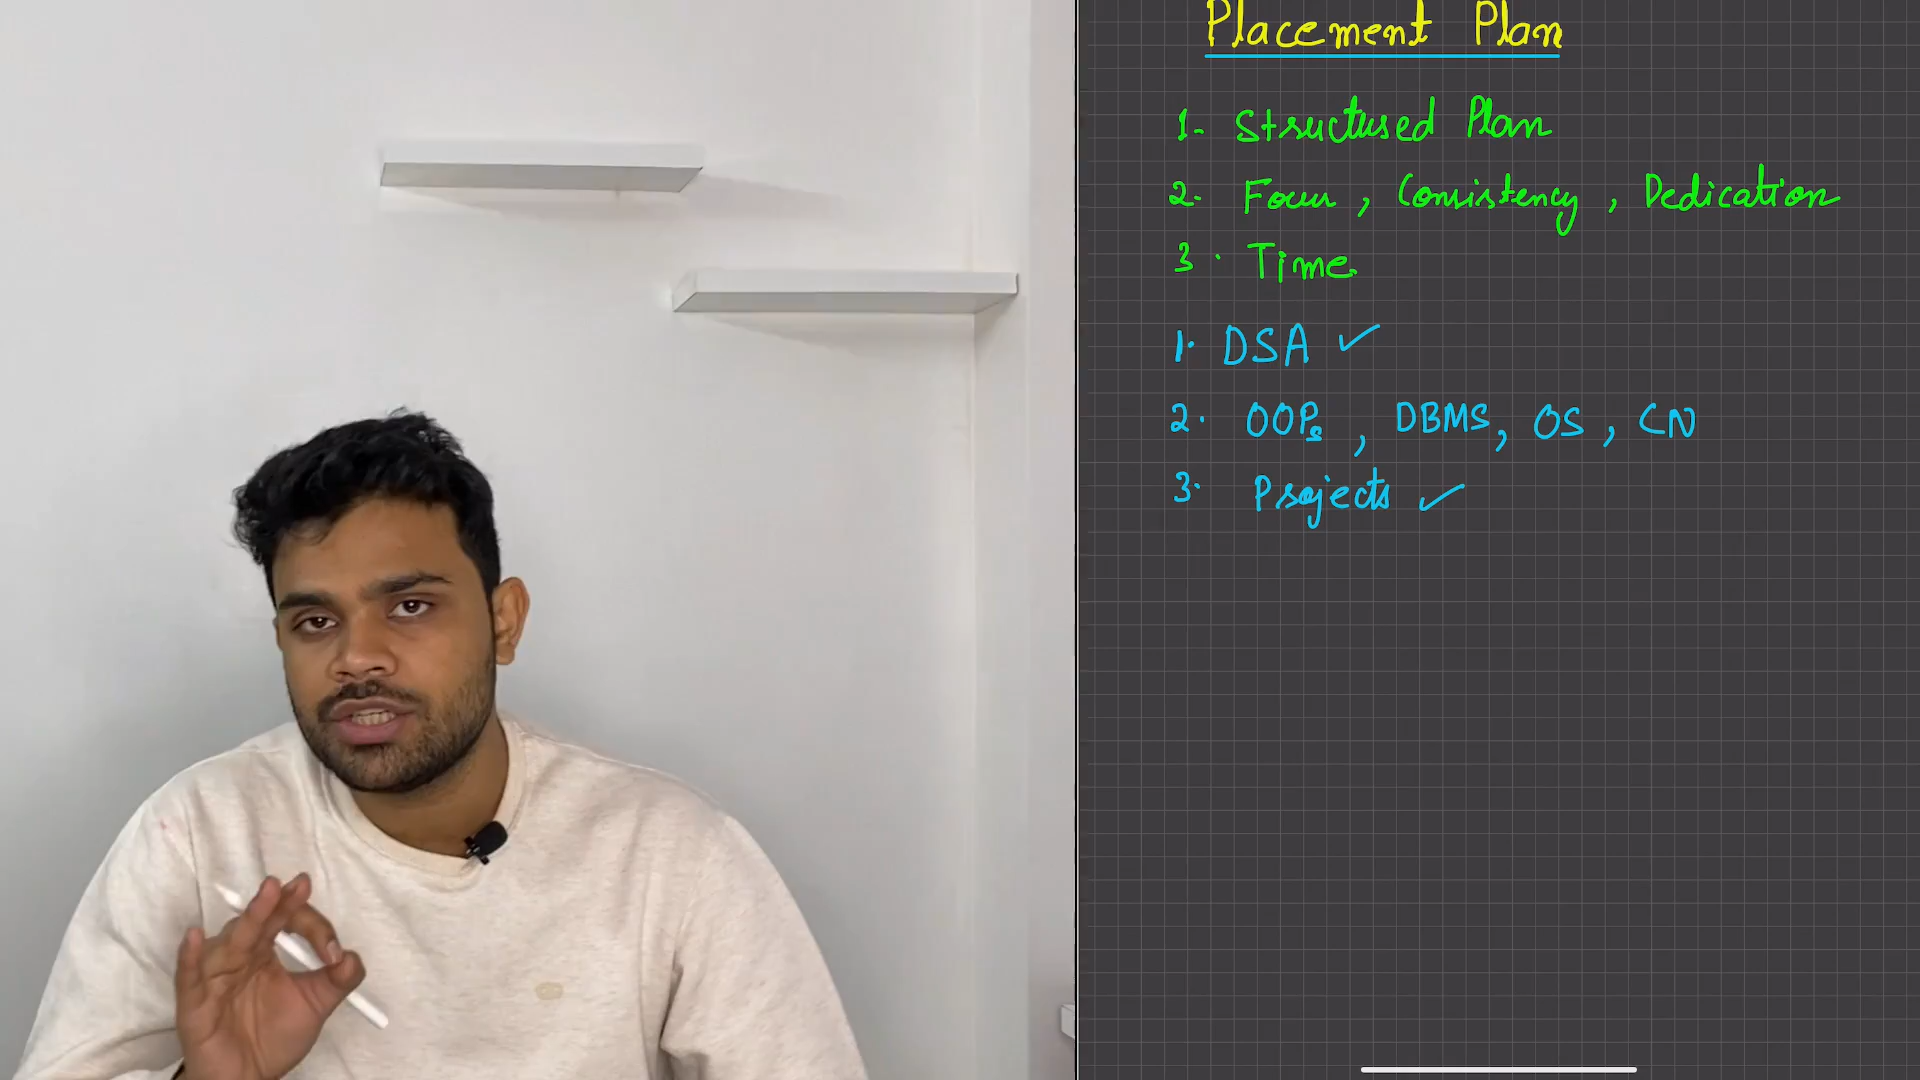 Placement Plan
1- Structured Plan
2. Focus , Consistency , Dedication
3. Time
1. DSA ✓
2. OOPs , DBMS, OS , CN
3. Projects ✓